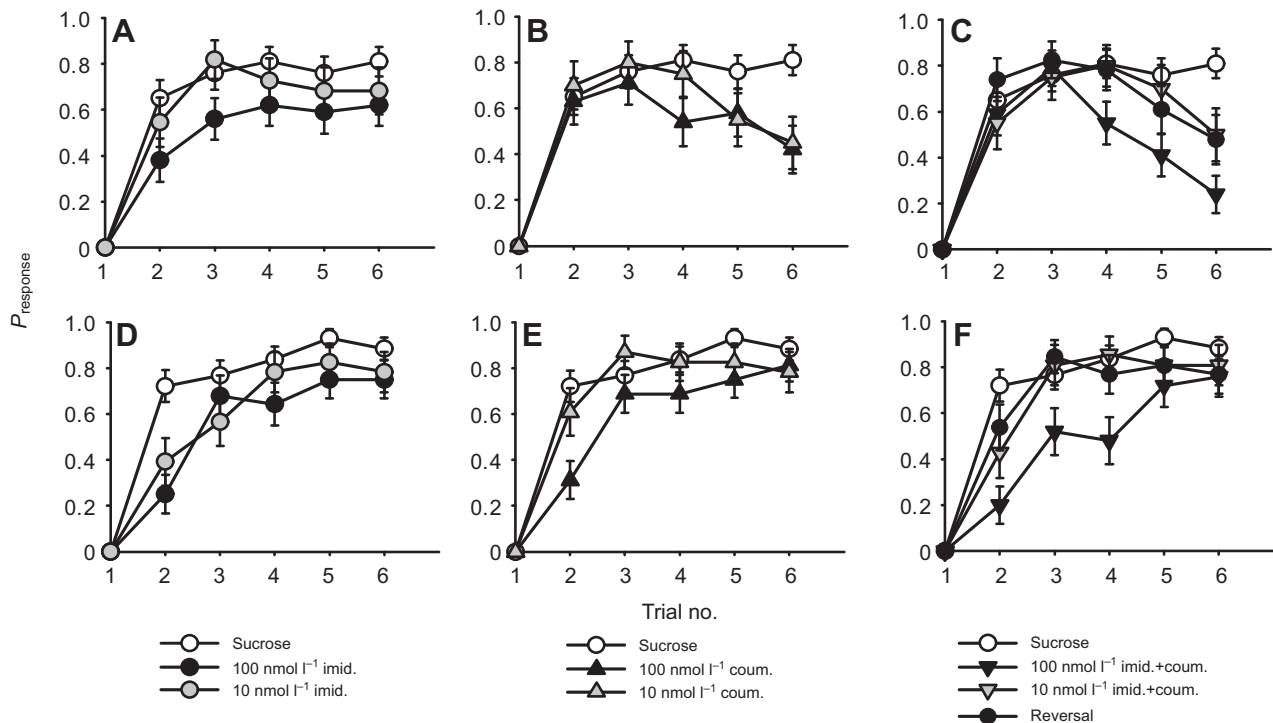 A
1.0
0.8
0.6
0.4
0.2
0
1 2 3 4 5 6
B
1.0
0.8
0.6
0.4
0.2
0
1 2 3 4 5 6
C
1.0
0.8
0.6
0.4
0.2
0
1 2 3 4 5 6
Presponse
D
1.0
0.8
0.6
0.4
0.2
0
1 2 3 4 5 6
E
1.0
0.8
0.6
0.4
0.2
0
1 2 3 4 5 6
F
1.0
0.8
0.6
0.4
0.2
0
1 2 3 4 5 6
Trial no.
Sucrose
100 nmol l⁻¹ imid.
10 nmol l⁻¹ imid.
Sucrose
100 nmol l⁻¹ coum.
10 nmol l⁻¹ coum.
Sucrose
100 nmol l⁻¹ imid.+coum.
10 nmol l⁻¹ imid.+coum.
Reversal